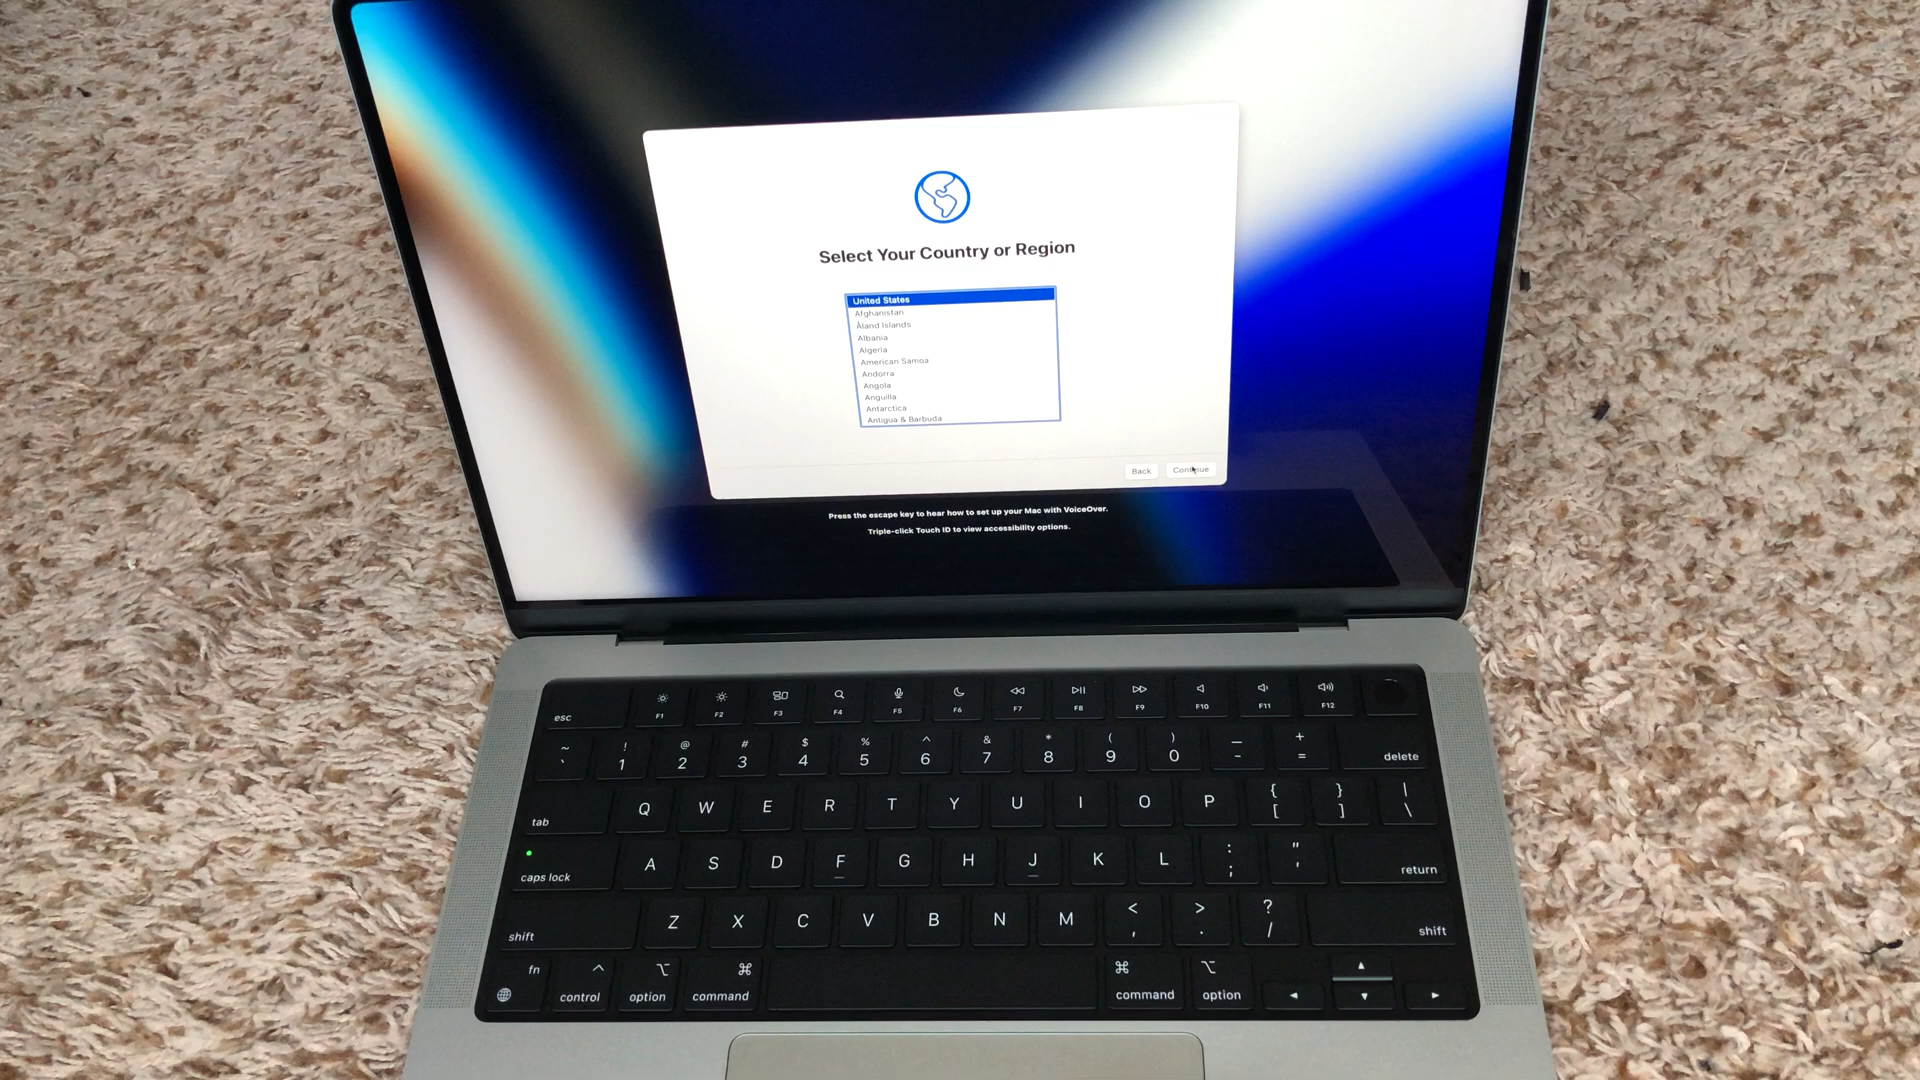 Select Your Country or Region
United States
Afghanistan
Åland Islands
Albania
Algeria
American Samoa
Andorra
Angola
Anguilla
Antarctica
Antigua & Barbuda
Back Continue
Press the escape key to hear how to set up your Mac with VoiceOver.
Triple-click Touch ID to view accessibility options.
esc F1 F2 F3 F4 F5 F6 F7 F8 F9 F10 F11 F12
~ ! @ # $ % ^ & * ( ) _ +
` 1 2 3 4 5 6 7 8 9 0 - = delete
tab Q W E R T Y U I O P { [ } ] | \
caps lock A S D F G H J K L : ; " ' return
shift Z X C V B N M < , > . ? / shift
fn control option command command option